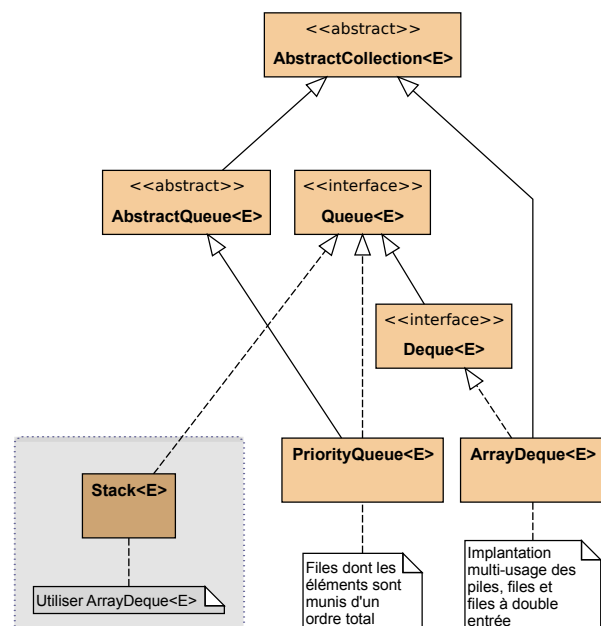 <<abstract>>
AbstractCollection<E>
<<abstract>>
AbstractQueue<E>
<<interface>>
Queue<E>
<<interface>>
Deque<E>
Stack<E>
PriorityQueue<E>
ArrayDeque<E>
Utiliser ArrayDeque<E>
Files dont les
éléments sont
munis d'un
ordre total
Implantation
multi-usage des
piles, files et
files à double
entrée